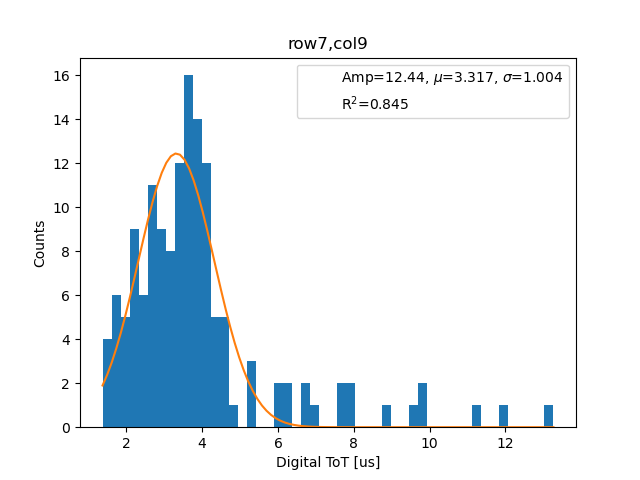 row7,col9
Amp=12.44, μ=3.317, σ=1.004
R²=0.845
Counts
16
14
12
10
8
6
4
2
0
2 4 6 8 10 12
Digital ToT [us]